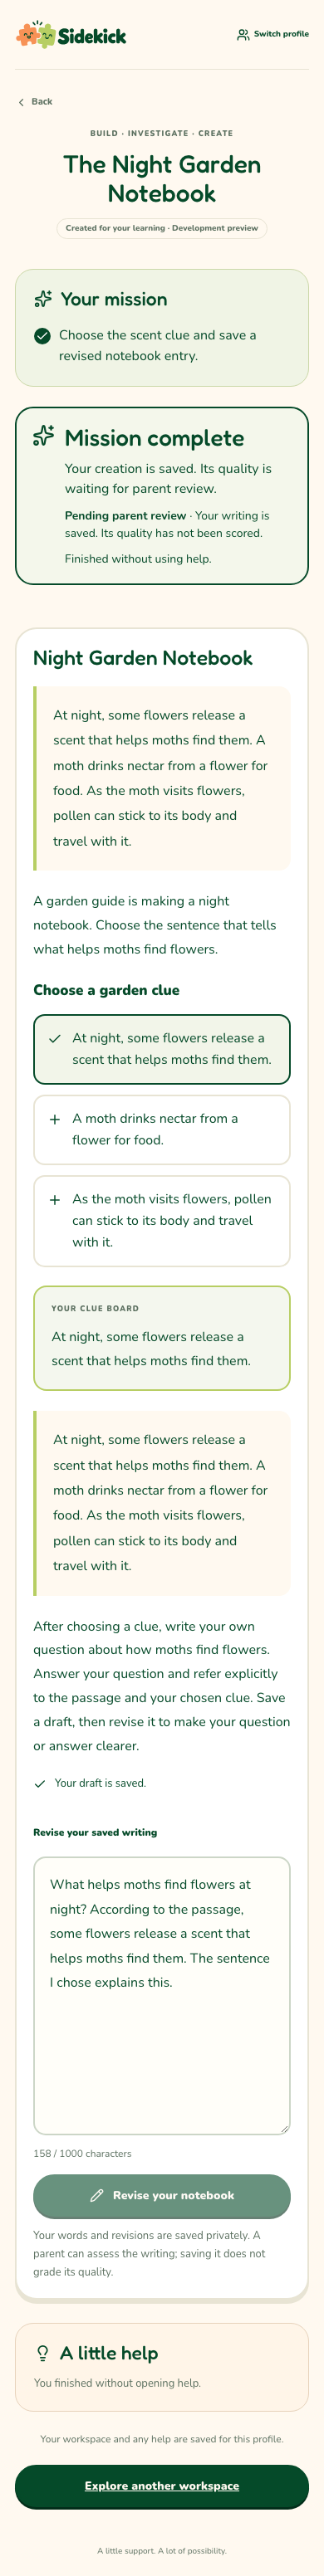 Sidekick
Switch profile
Back
BUILD · INVESTIGATE · CREATE
The Night Garden
Notebook
Created for your learning · Development preview
Your mission
Choose the scent clue and save a
revised notebook entry.
Mission complete
Your creation is saved. Its quality is
waiting for parent review.
Pending parent review · Your writing is
saved. Its quality has not been scored.
Finished without using help.
Night Garden Notebook
At night, some flowers release a
scent that helps moths find them. A
moth drinks nectar from a flower for
food. As the moth visits flowers,
pollen can stick to its body and
travel with it.
A garden guide is making a night
notebook. Choose the sentence that tells
what helps moths find flowers.
Choose a garden clue
At night, some flowers release a
scent that helps moths find them.
A moth drinks nectar from a
flower for food.
As the moth visits flowers, pollen
can stick to its body and travel
with it.
YOUR CLUE BOARD
At night, some flowers release a
scent that helps moths find them.
At night, some flowers release a
scent that helps moths find them. A
moth drinks nectar from a flower for
food. As the moth visits flowers,
pollen can stick to its body and
travel with it.
After choosing a clue, write your own
question about how moths find flowers.
Answer your question and refer explicitly
to the passage and your chosen clue. Save
a draft, then revise it to make your question
or answer clearer.
Your draft is saved.
Revise your saved writing
What helps moths find flowers at
night? According to the passage,
some flowers release a scent that
helps moths find them. The sentence
I chose explains this.
158 / 1000 characters
Revise your notebook
Your words and revisions are saved privately. A
parent can assess the writing; saving it does not
grade its quality.
A little help
You finished without opening help.
Your workspace and any help are saved for this profile.
Explore another workspace
A little support. A lot of possibility.